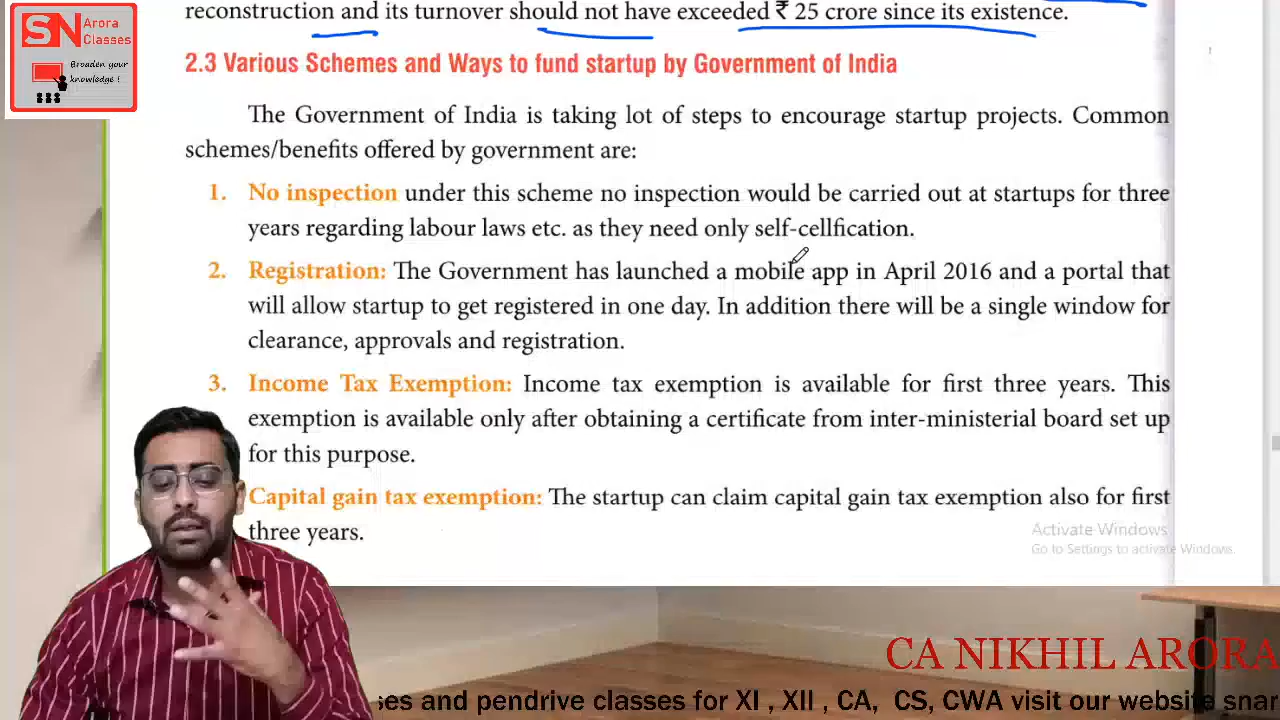 SN Arora Classes
Broaden your
knowledge !
reconstruction and its turnover should not have exceeded ₹ 25 crore since its existence.
2.3 Various Schemes and Ways to fund startup by Government of India
The Government of India is taking lot of steps to encourage startup projects. Common
schemes/benefits offered by government are:
1. No inspection under this scheme no inspection would be carried out at startups for three
years regarding labour laws etc. as they need only self-cellfication.
2. Registration: The Government has launched a mobile app in April 2016 and a portal that
will allow startup to get registered in one day. In addition there will be a single window for
clearance, approvals and registration.
3. Income Tax Exemption: Income tax exemption is available for first three years. This
exemption is available only after obtaining a certificate from inter-ministerial board set up
for this purpose.
Capital gain tax exemption: The startup can claim capital gain tax exemption also for first
three years.
Activate Windows
Go to Settings to activate Windows.
CA NIKHIL ARORA
ses and pendrive classes for XI , XII , CA, CS, CWA visit our website snar